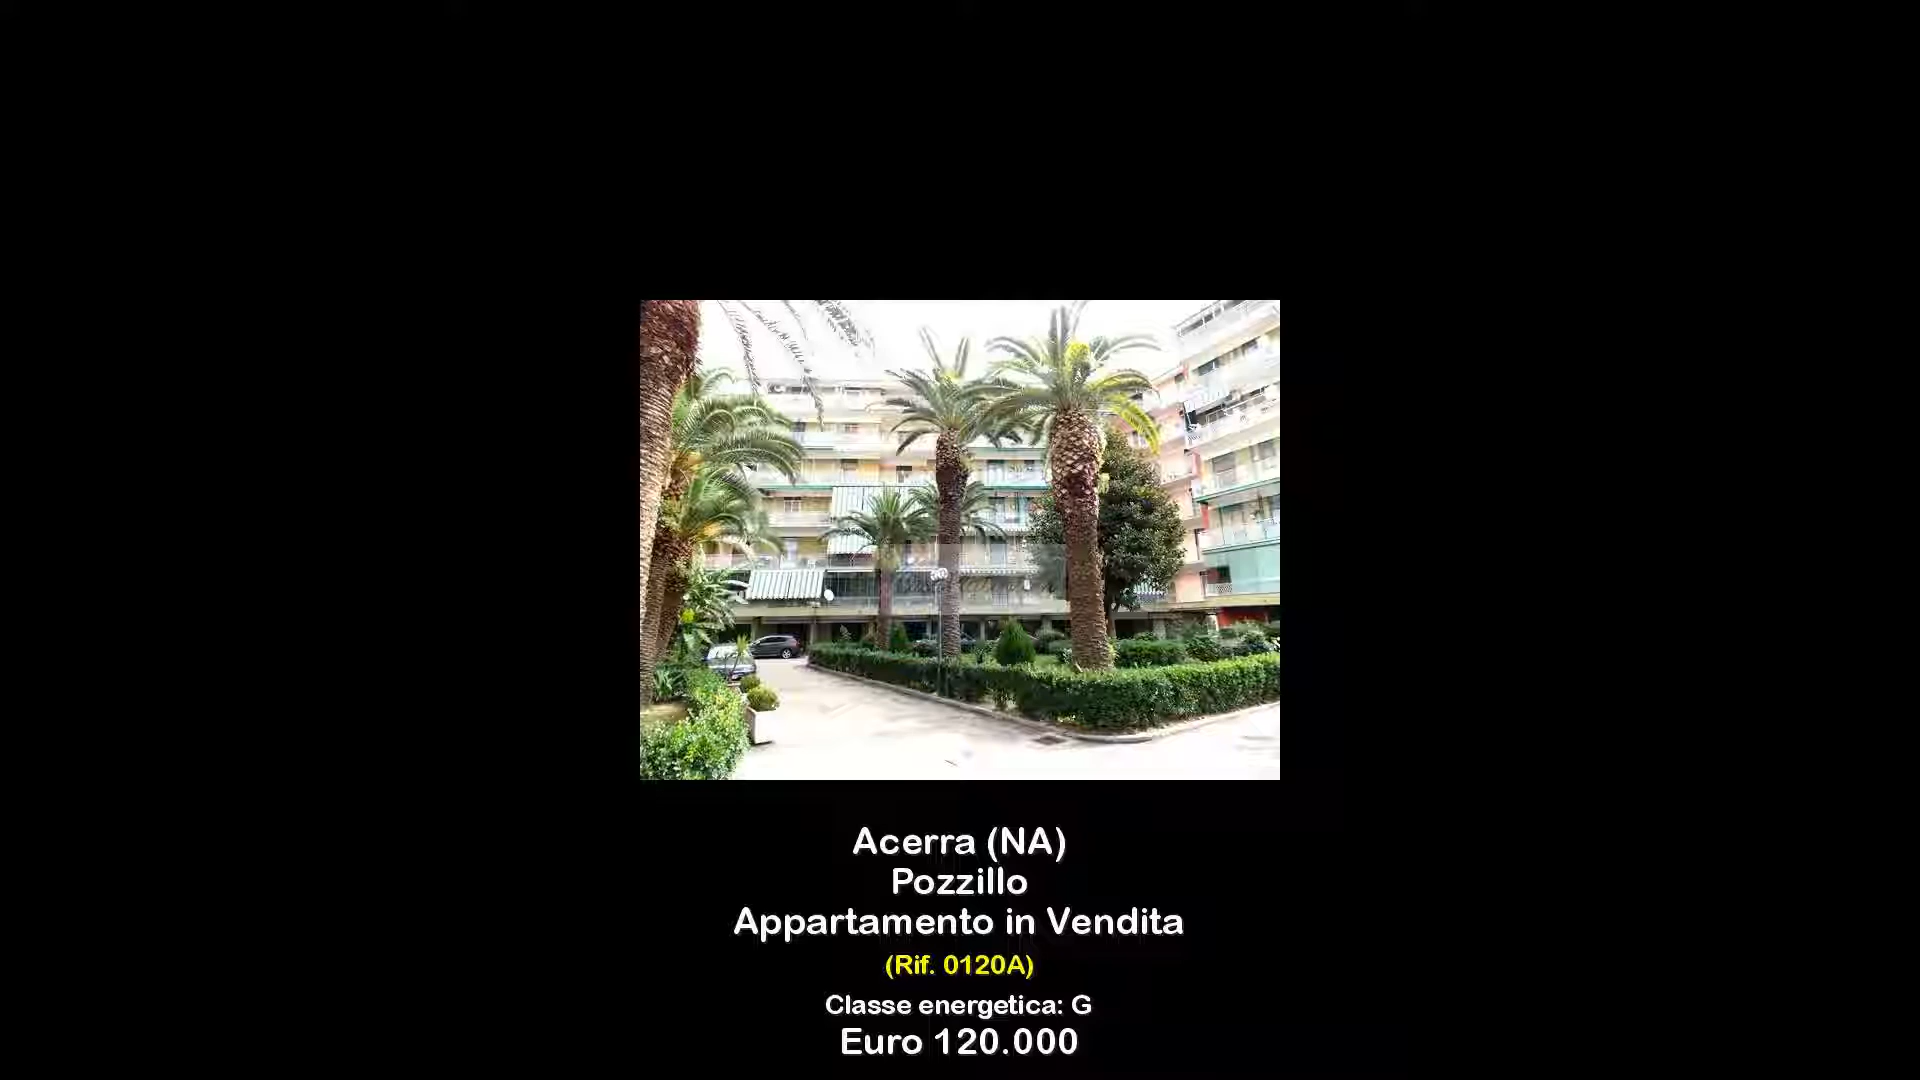 Acerra (NA)
Pozzillo
Appartamento in Vendita
(Rif. 0120A)
Classe energetica: G
Euro 120.000